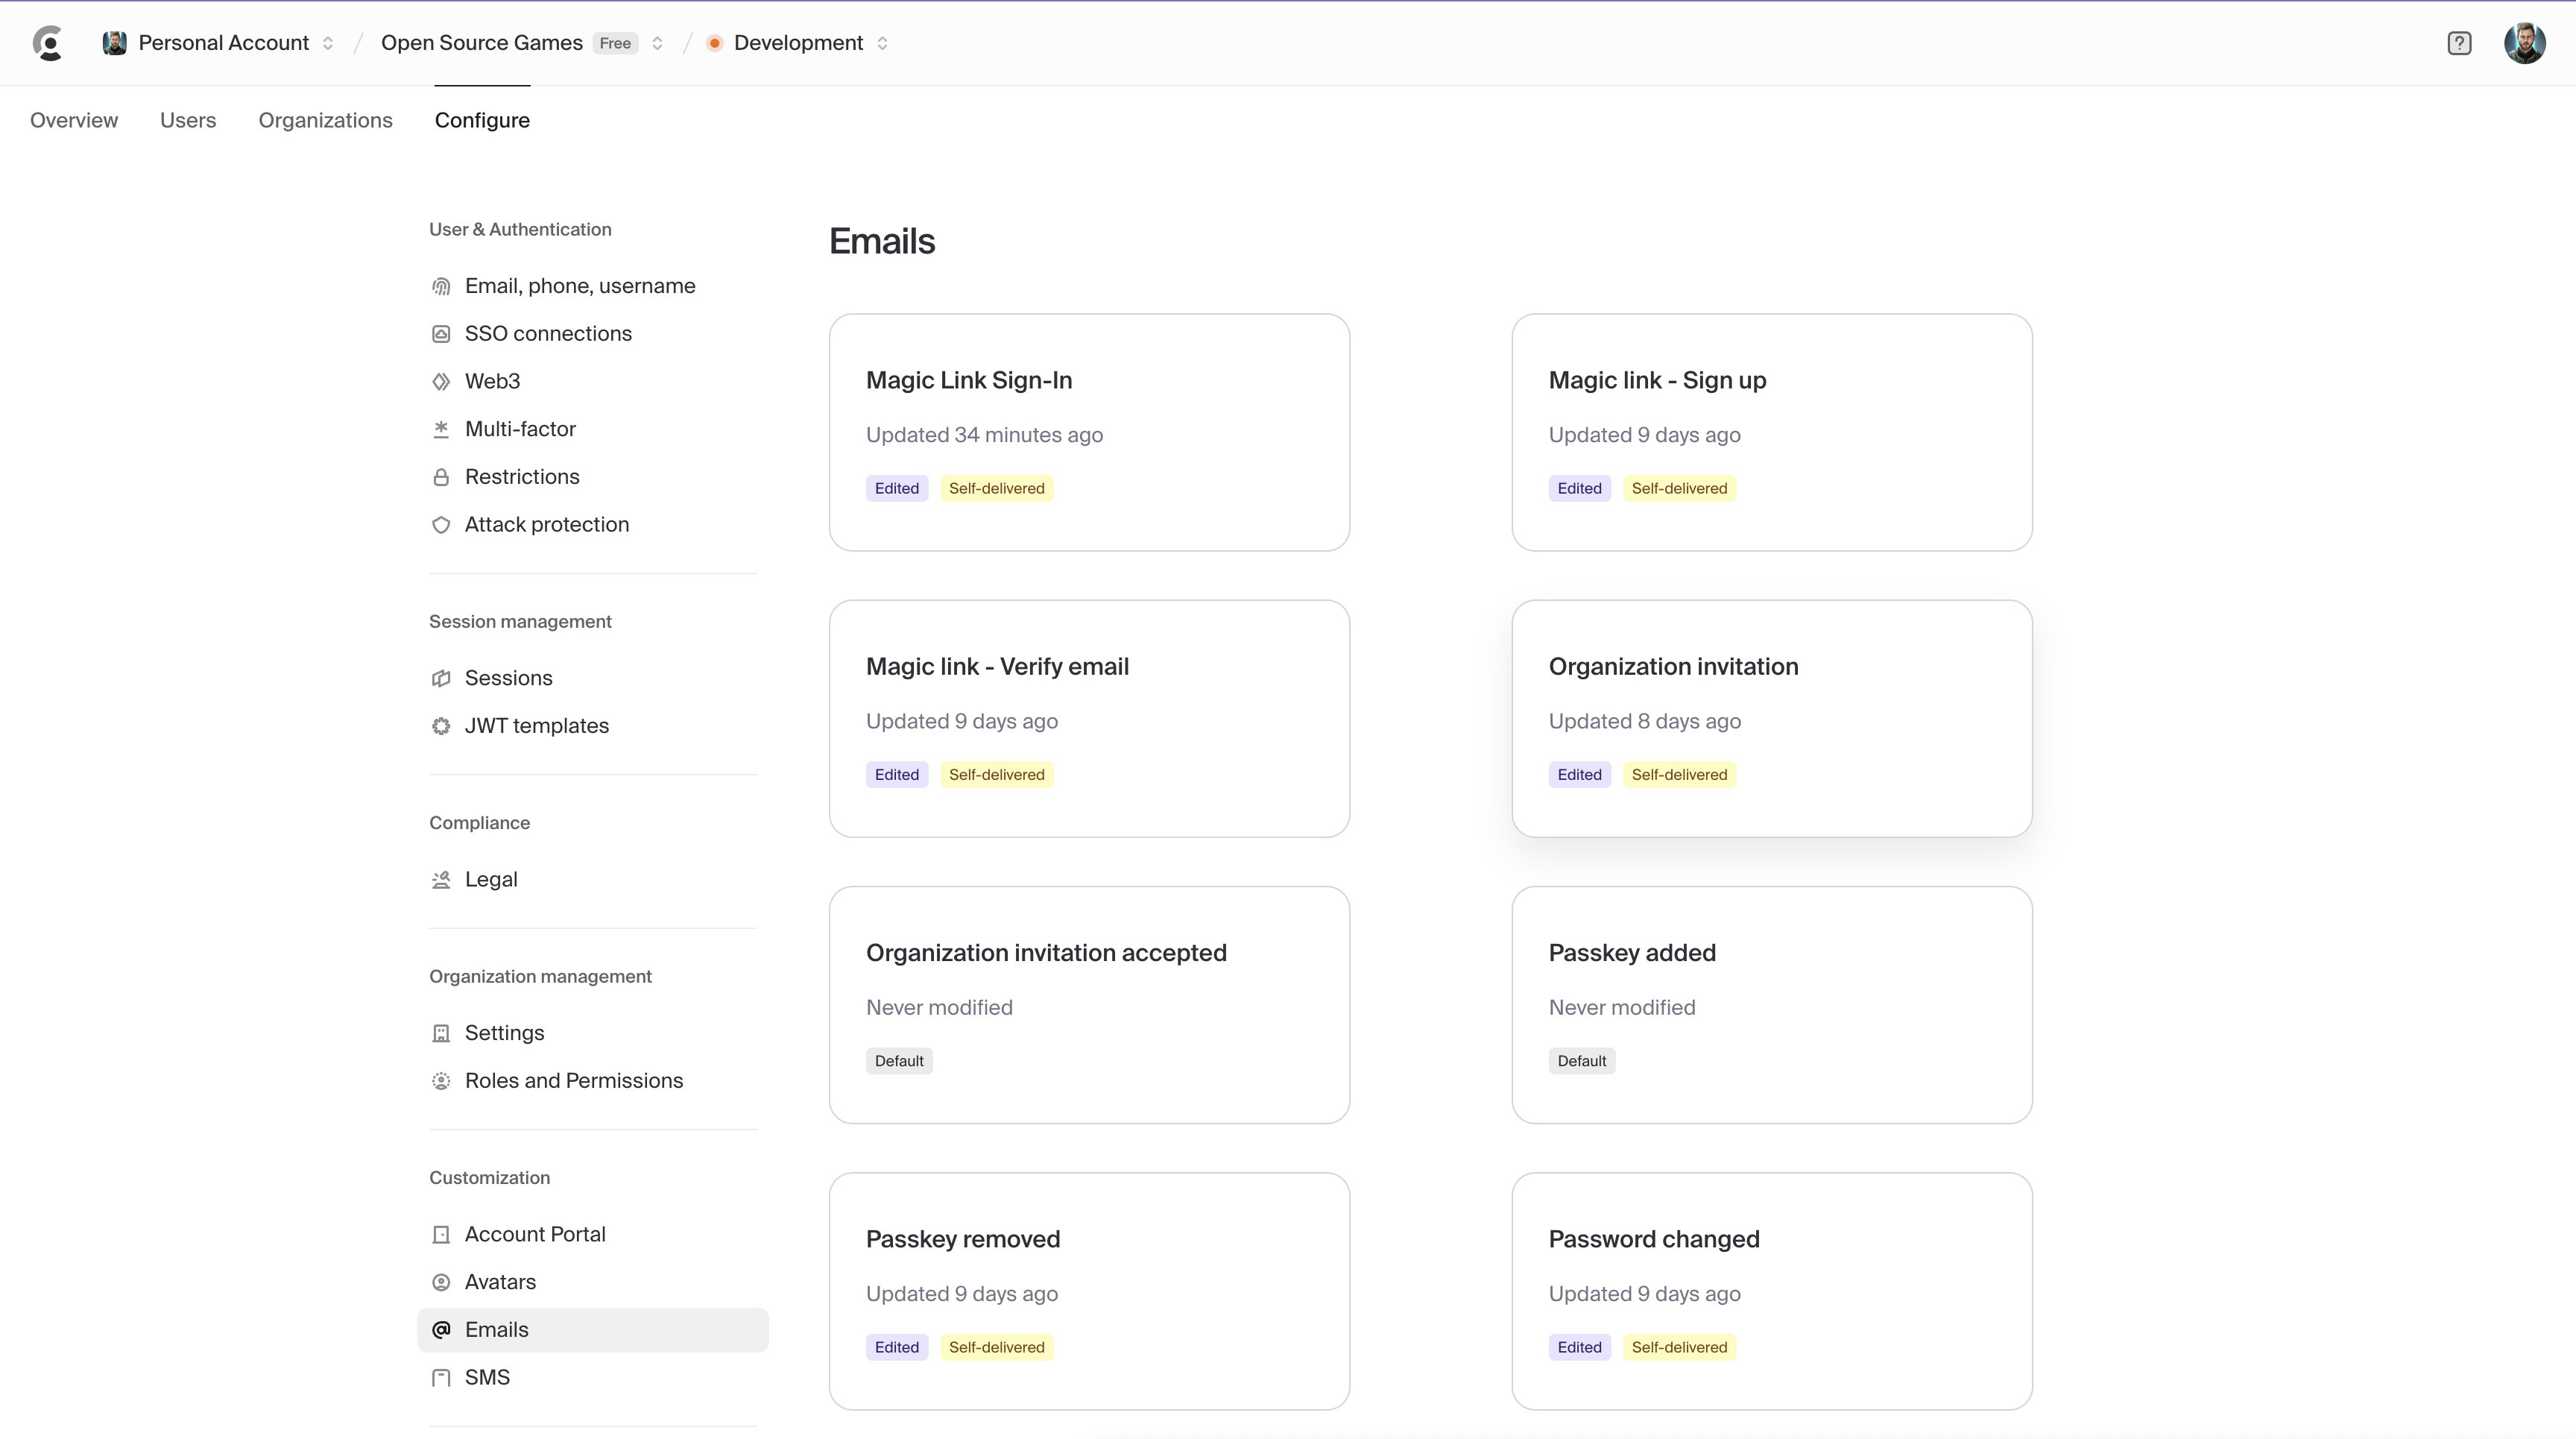 Personal Account / Open Source Games Free / Development
Overview Users Organizations Configure
User & Authentication
Email, phone, username
SSO connections
Web3
Multi-factor
Restrictions
Attack protection
Session management
Sessions
JWT templates
Compliance
Legal
Organization management
Settings
Roles and Permissions
Customization
Account Portal
Avatars
Emails
SMS
Emails
Magic Link Sign-In
Updated 34 minutes ago
Edited Self-delivered
Magic link - Sign up
Updated 9 days ago
Edited Self-delivered
Magic link - Verify email
Updated 9 days ago
Edited Self-delivered
Organization invitation
Updated 8 days ago
Edited Self-delivered
Organization invitation accepted
Never modified
Default
Passkey added
Never modified
Default
Passkey removed
Updated 9 days ago
Edited Self-delivered
Password changed
Updated 9 days ago
Edited Self-delivered